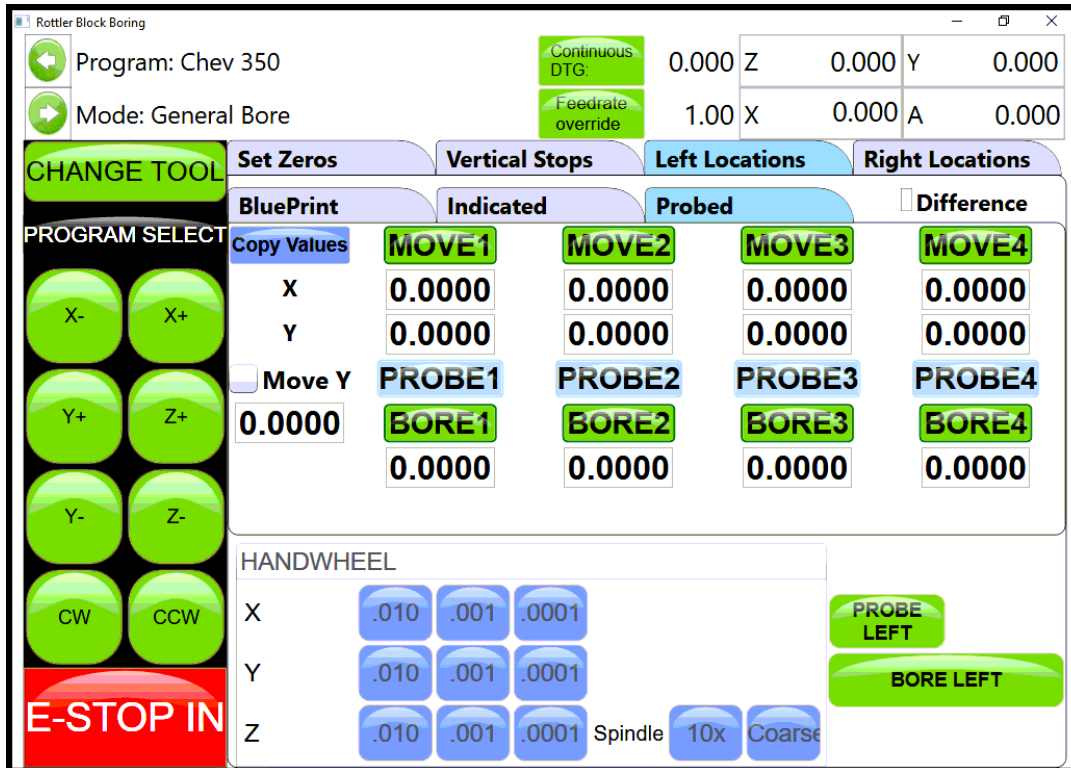 Rottler Block Boring
Program: Chev 350
Continuous DTG: 0.000 Z 0.000 Y 0.000
Mode: General Bore
Feedrate override 1.00 X 0.000 A 0.000
CHANGE TOOL
Set Zeros Vertical Stops Left Locations Right Locations
BluePrint Indicated Probed Difference
PROGRAM SELECT
Copy Values MOVE1 MOVE2 MOVE3 MOVE4
X 0.0000 0.0000 0.0000 0.0000
Y 0.0000 0.0000 0.0000 0.0000
Move Y PROBE1 PROBE2 PROBE3 PROBE4
0.0000 BORE1 BORE2 BORE3 BORE4
0.0000 0.0000 0.0000 0.0000
X- X+
Y+ Z+
Y- Z-
CW CCW
E-STOP IN
HANDWHEEL
X .010 .001 .0001
Y .010 .001 .0001
Z .010 .001 .0001 Spindle 10x Coarse
PROBE
LEFT
BORE LEFT